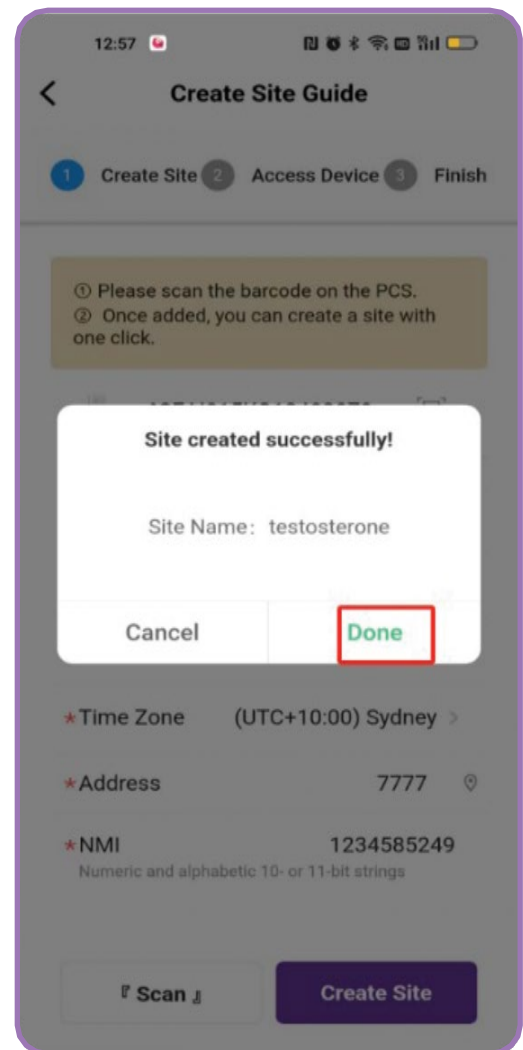 12:57
Create Site Guide
1 Create Site 2 Access Device 3 Finish
① Please scan the barcode on the PCS.
② Once added, you can create a site with
one click.
Site created successfully!
Site Name: testosterone
Cancel Done
*Time Zone (UTC+10:00) Sydney >
*Address 7777
*NMI 1234585249
Numeric and alphabetic 10- or 11-bit strings
『 Scan 』 Create Site